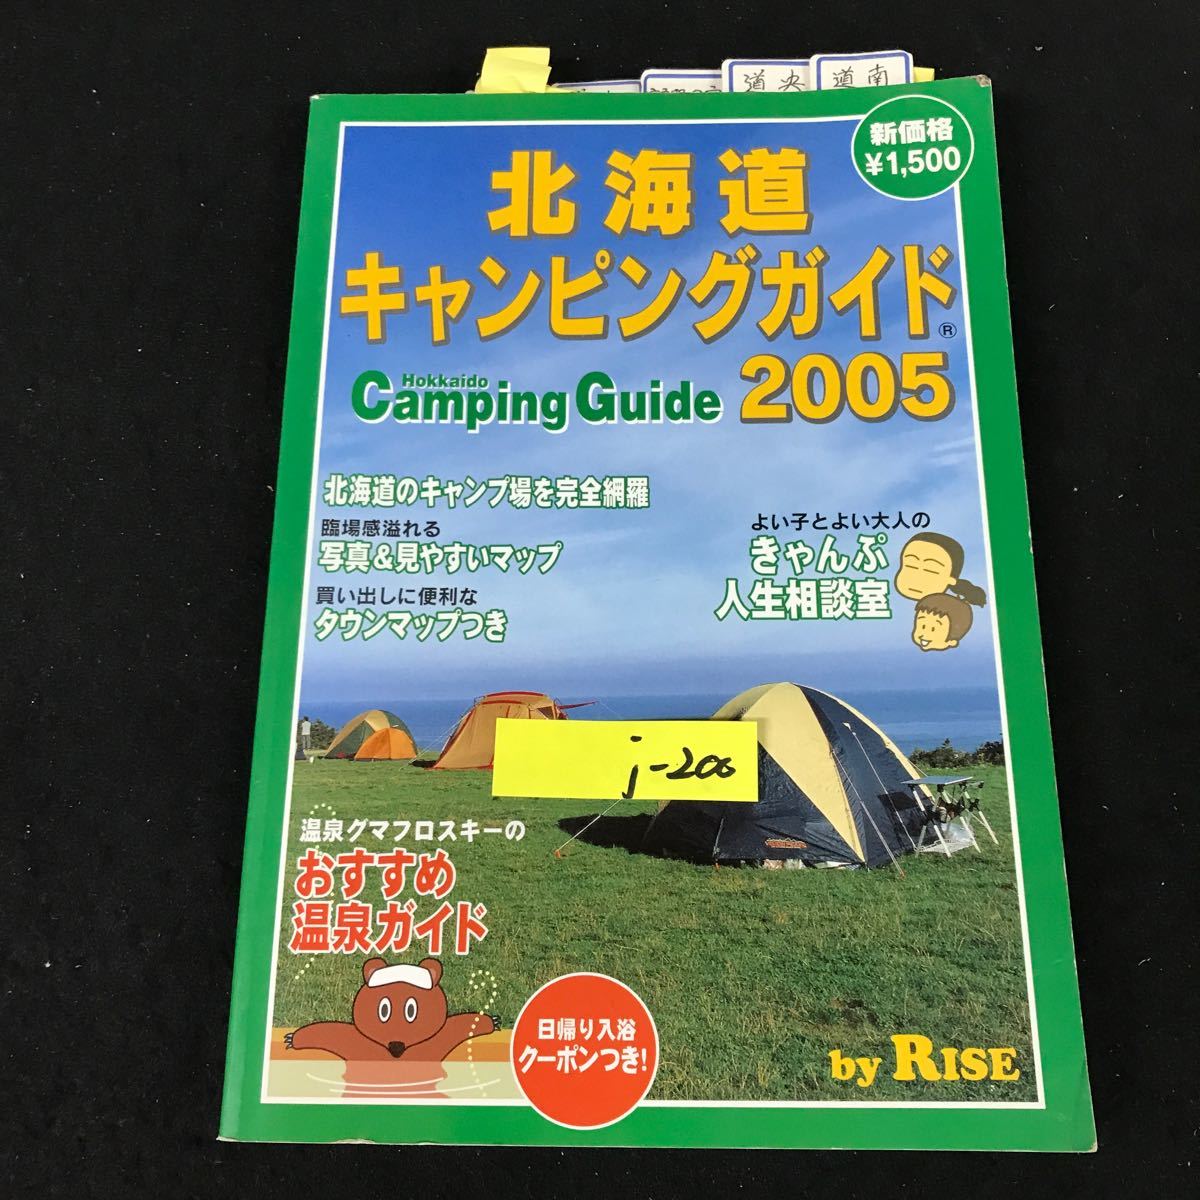 道央
道南
新価格
¥1,500
北海道
キャンピングガイド®
Hokkaido
Camping Guide 2005
北海道のキャンプ場を完全網羅
臨場感溢れる
写真&見やすいマップ
買い出しに便利な
タウンマップつき
よい子とよい大人の
きゃんぷ
人生相談室
j-200
温泉グマフロスキーの
おすすめ
温泉ガイド
日帰り入浴
クーポンつき!
by RISE